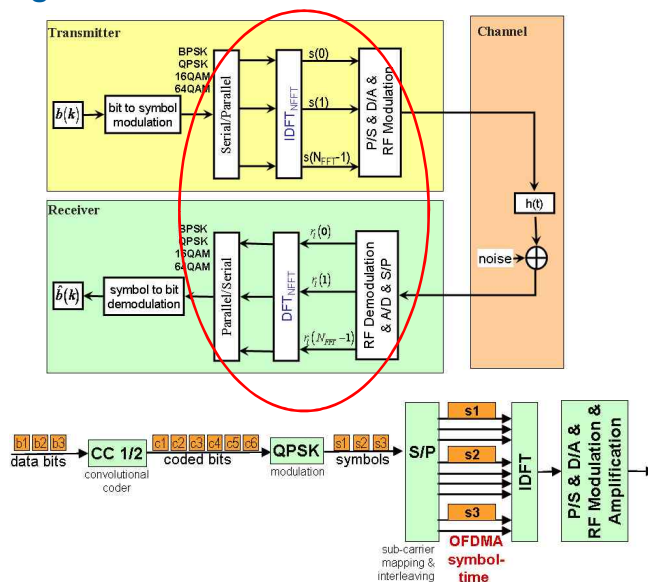 Transmitter
Channel
BPSK
QPSK
16QAM
64QAM
b(k)
bit to symbol
modulation
Serial/Parallel
IDFT NFFT
s(0)
s(1)
s(NFFT-1)
P/S & D/A &
RF Modulation
h(t)
noise
Receiver
BPSK
QPSK
16QAM
64QAM
b̂(k)
symbol to bit
demodulation
Parallel/Serial
DFT NFFT
ri(0)
ri(1)
ri(NFFT-1)
RF Demodulation
& A/D & S/P
b1 b2 b3
data bits
CC 1/2
convolutional
coder
c1 c2 c3 c4 c5 c6
coded bits
QPSK
modulation
s1 s2 s3
symbols
S/P
sub-carrier
mapping &
interleaving
s1
s2
s3
OFDMA
symbol-
time
IDFT
P/S & D/A &
RF Modulation &
Amplification